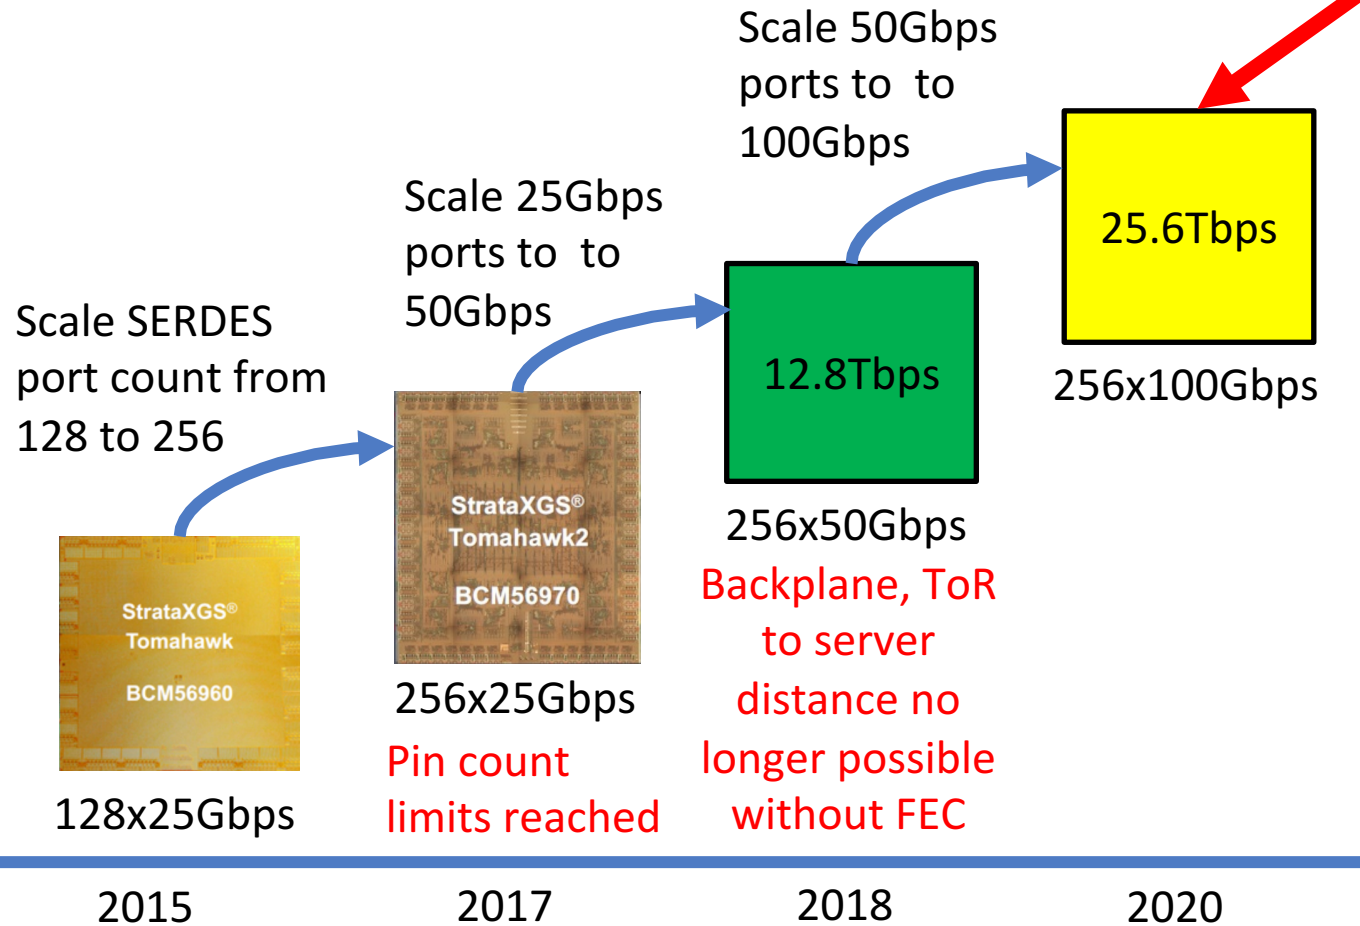 Scale SERDES
port count from
128 to 256
StrataXGS®
Tomahawk
BCM56960
128x25Gbps
Scale 25Gbps
ports to  to
50Gbps
StrataXGS®
Tomahawk2
BCM56970
256x25Gbps
Pin count
limits reached
Scale 50Gbps
ports to  to
100Gbps
12.8Tbps
256x50Gbps
Backplane, ToR
to server
distance no
longer possible
without FEC
25.6Tbps
256x100Gbps
2015
2017
2018
2020